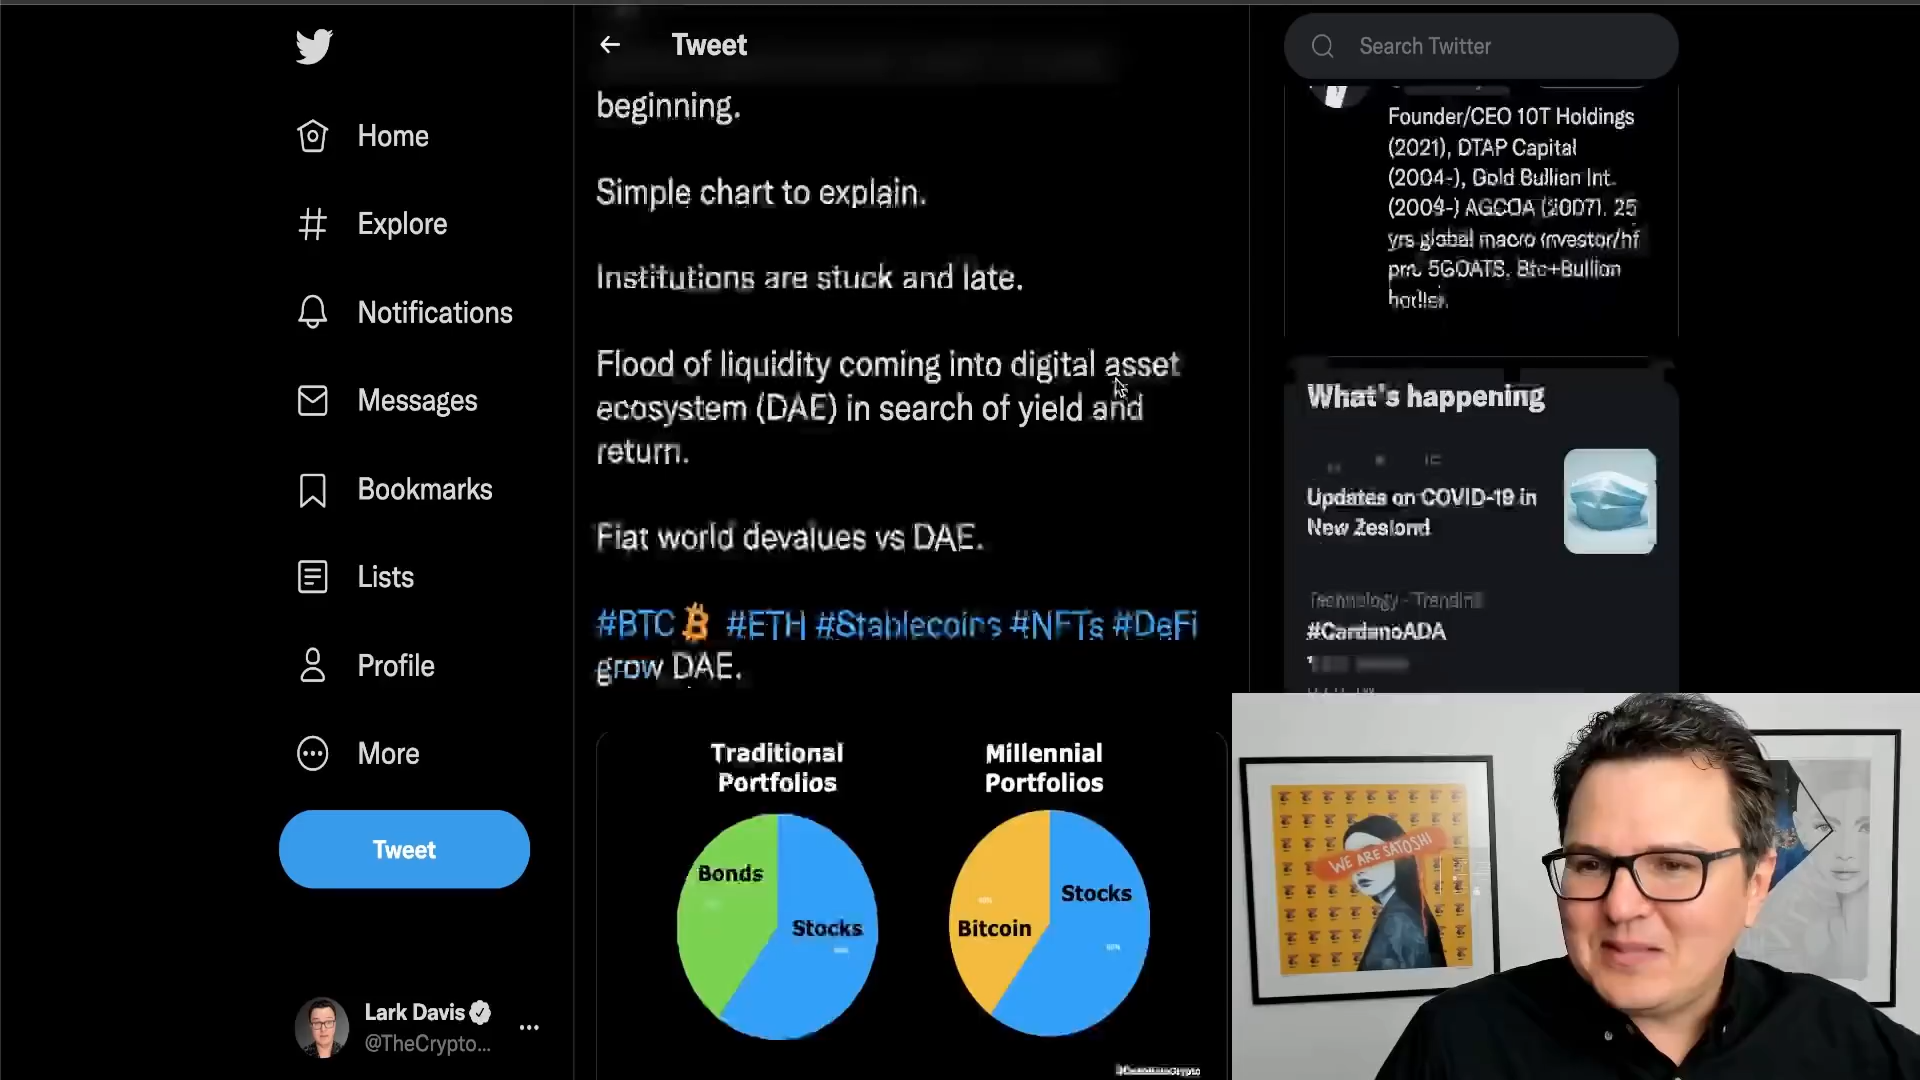 Home
Explore
Notifications
Messages
Bookmarks
Lists
Profile
More
Tweet
Lark Davis
@TheCrypto...
Tweet
beginning.
Simple chart to explain.
Institutions are stuck and late.
Flood of liquidity coming into digital asset
ecosystem (DAE) in search of yield and
return.
Fiat world devalues vs DAE.
#BTC #ETH #Stablecoins #NFTs #DeFi
grow DAE.
Traditional
Portfolios
Bonds
Stocks
Millennial
Portfolios
Stocks
Bitcoin
Search Twitter
Founder/CEO 10T Holdings
(2021), DTAP Capital
(2004-), Gold Bullion Int.
(2009-) AGCOA (2007). 25
yrs global macro investor/hf
pro. 5GOATS. Btc+Bullion
hodler.
What's happening
Updates on COVID-19 in
New Zealand
Technology · Trending
#CardanoADA
WE ARE SATOSHI